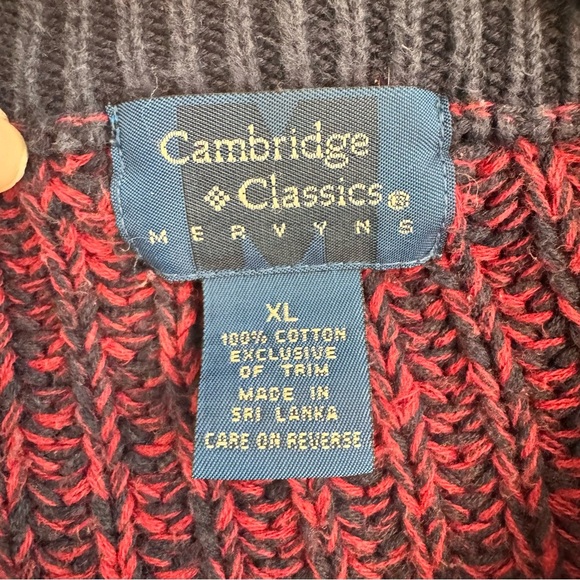 Cambridge
Classics®
MERVYNS
XL
100% COTTON
EXCLUSIVE
OF TRIM
MADE IN
SRI LANKA
CARE ON REVERSE